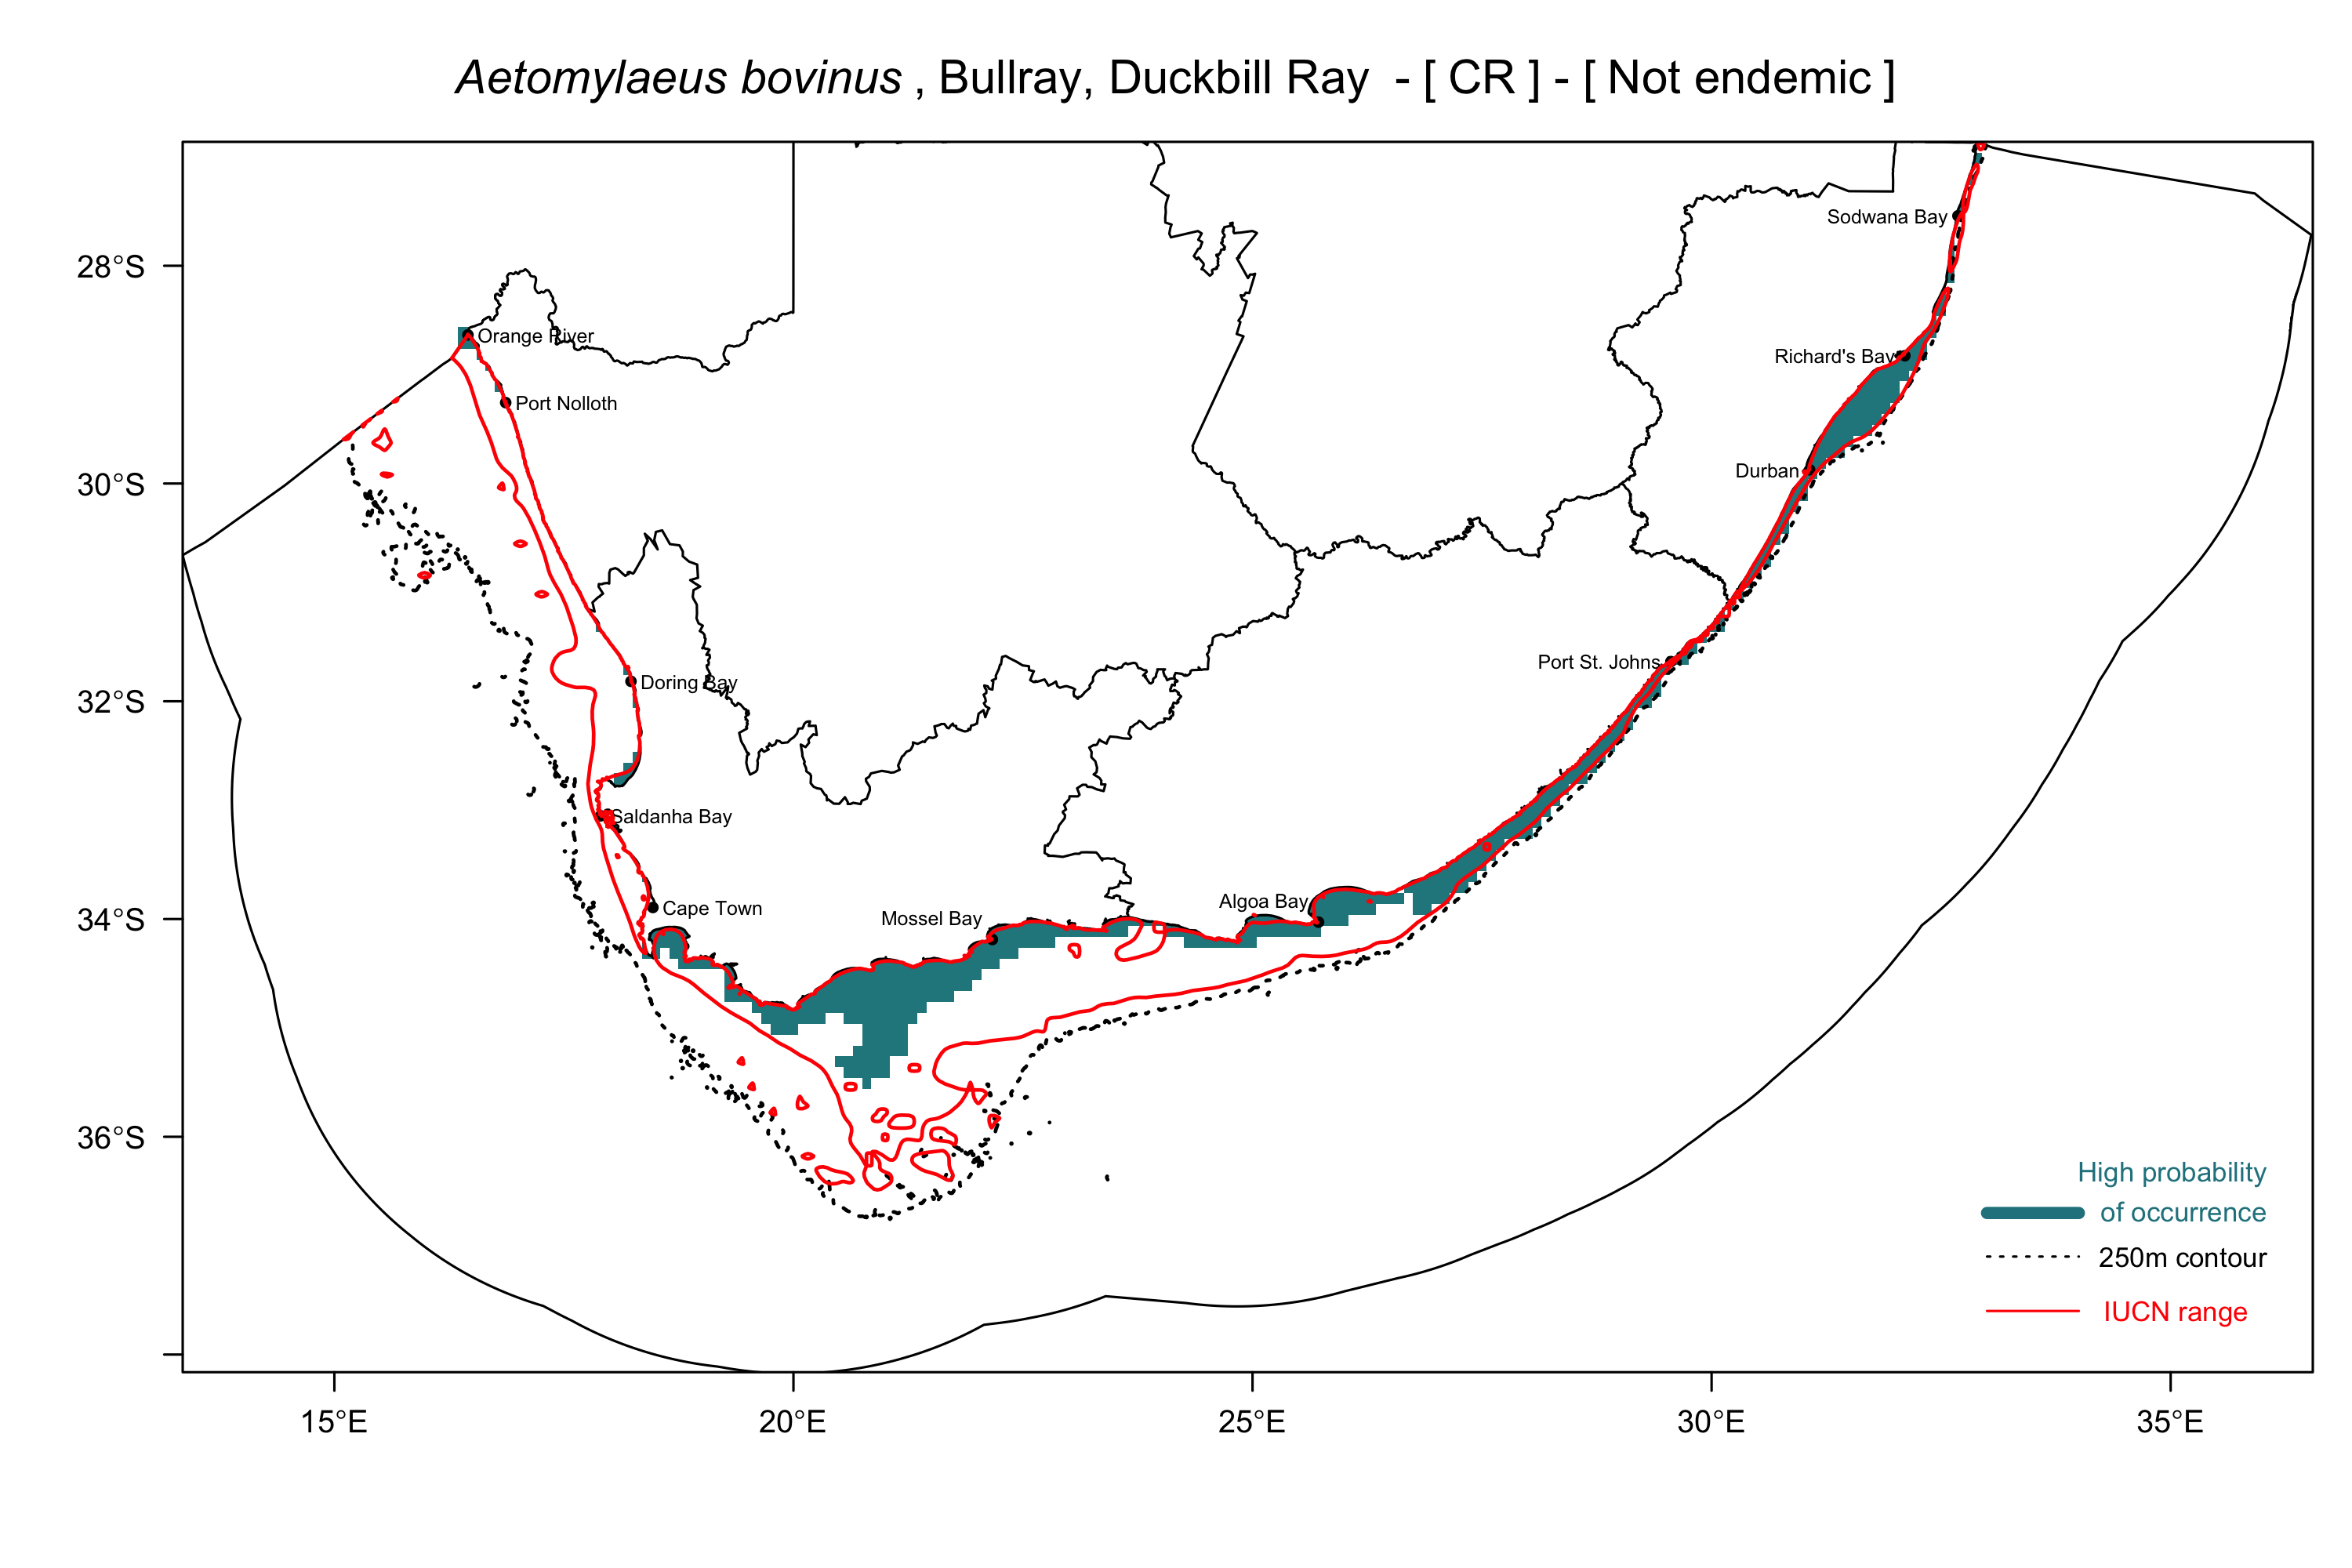 Aetomylaeus bovinus , Bullray, Duckbill Ray - [ CR ] - [ Not endemic ]
Sodwana Bay
28°S
Orange River
Richard's Bay
Port Nolloth
Durban
30°S
Port St. Johns
Doring Bay
32°S
Saldanha Bay
Algoa Bay
Cape Town
Mossel Bay
34°S
36°S
High probability
of occurrence
250m contour
IUCN range
15°E
20°E
25°E
30°E
35°E